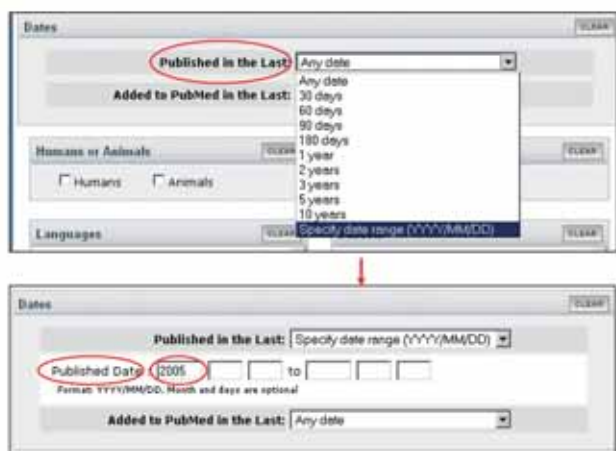 Dates CLEAR
Published in the Last: Any date
Any date
Added to PubMed in the Last: 30 days
60 days
90 days
180 days
Humans or Animals CLEAR 1 year CLEAR
2 years
Humans Animals 3 years
5 years
10 years
Languages CLEAR Specify date range (YYYY/MM/DD) CLEAR
Dates CLEAR
Published in the Last: Specify date range (YYYY/MM/DD)
Published Date : 2005 to
Format: YYYY/MM/DD. Month and days are optional
Added to PubMed in the Last: Any date